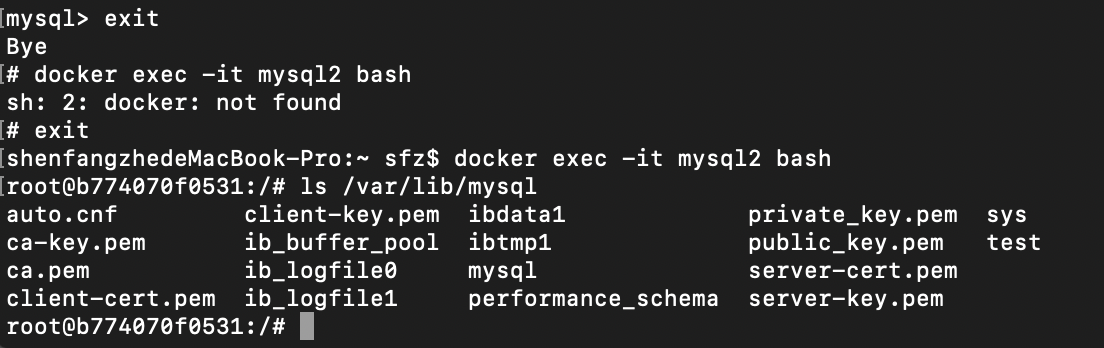 [mysql> exit
Bye
[# docker exec -it mysql2 bash
sh: 2: docker: not found
[# exit
[shenfangzhedeMacBook-Pro:~ sfz$ docker exec -it mysql2 bash
[root@b774070f0531:/# ls /var/lib/mysql
auto.cnf client-key.pem ibdata1 private_key.pem sys
ca-key.pem ib_buffer_pool ibtmp1 public_key.pem test
ca.pem ib_logfile0 mysql server-cert.pem
client-cert.pem ib_logfile1 performance_schema server-key.pem
root@b774070f0531:/#